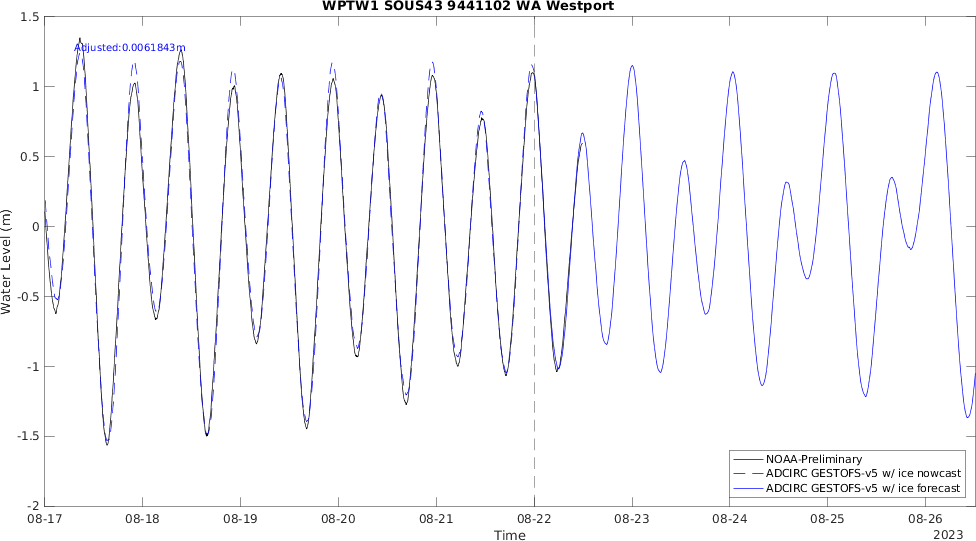 WPTW1 SOUS43 9441102 WA Westport
Adjusted:0.0061843m
Water Level (m)
1.5
1
0.5
0
-0.5
-1
-1.5
-2
NOAA-Preliminary
ADCIRC GESTOFS-v5 w/ ice nowcast
ADCIRC GESTOFS-v5 w/ ice forecast
08-17 08-18 08-19 08-20 08-21 08-22 08-23 08-24 08-25 08-26
Time
2023